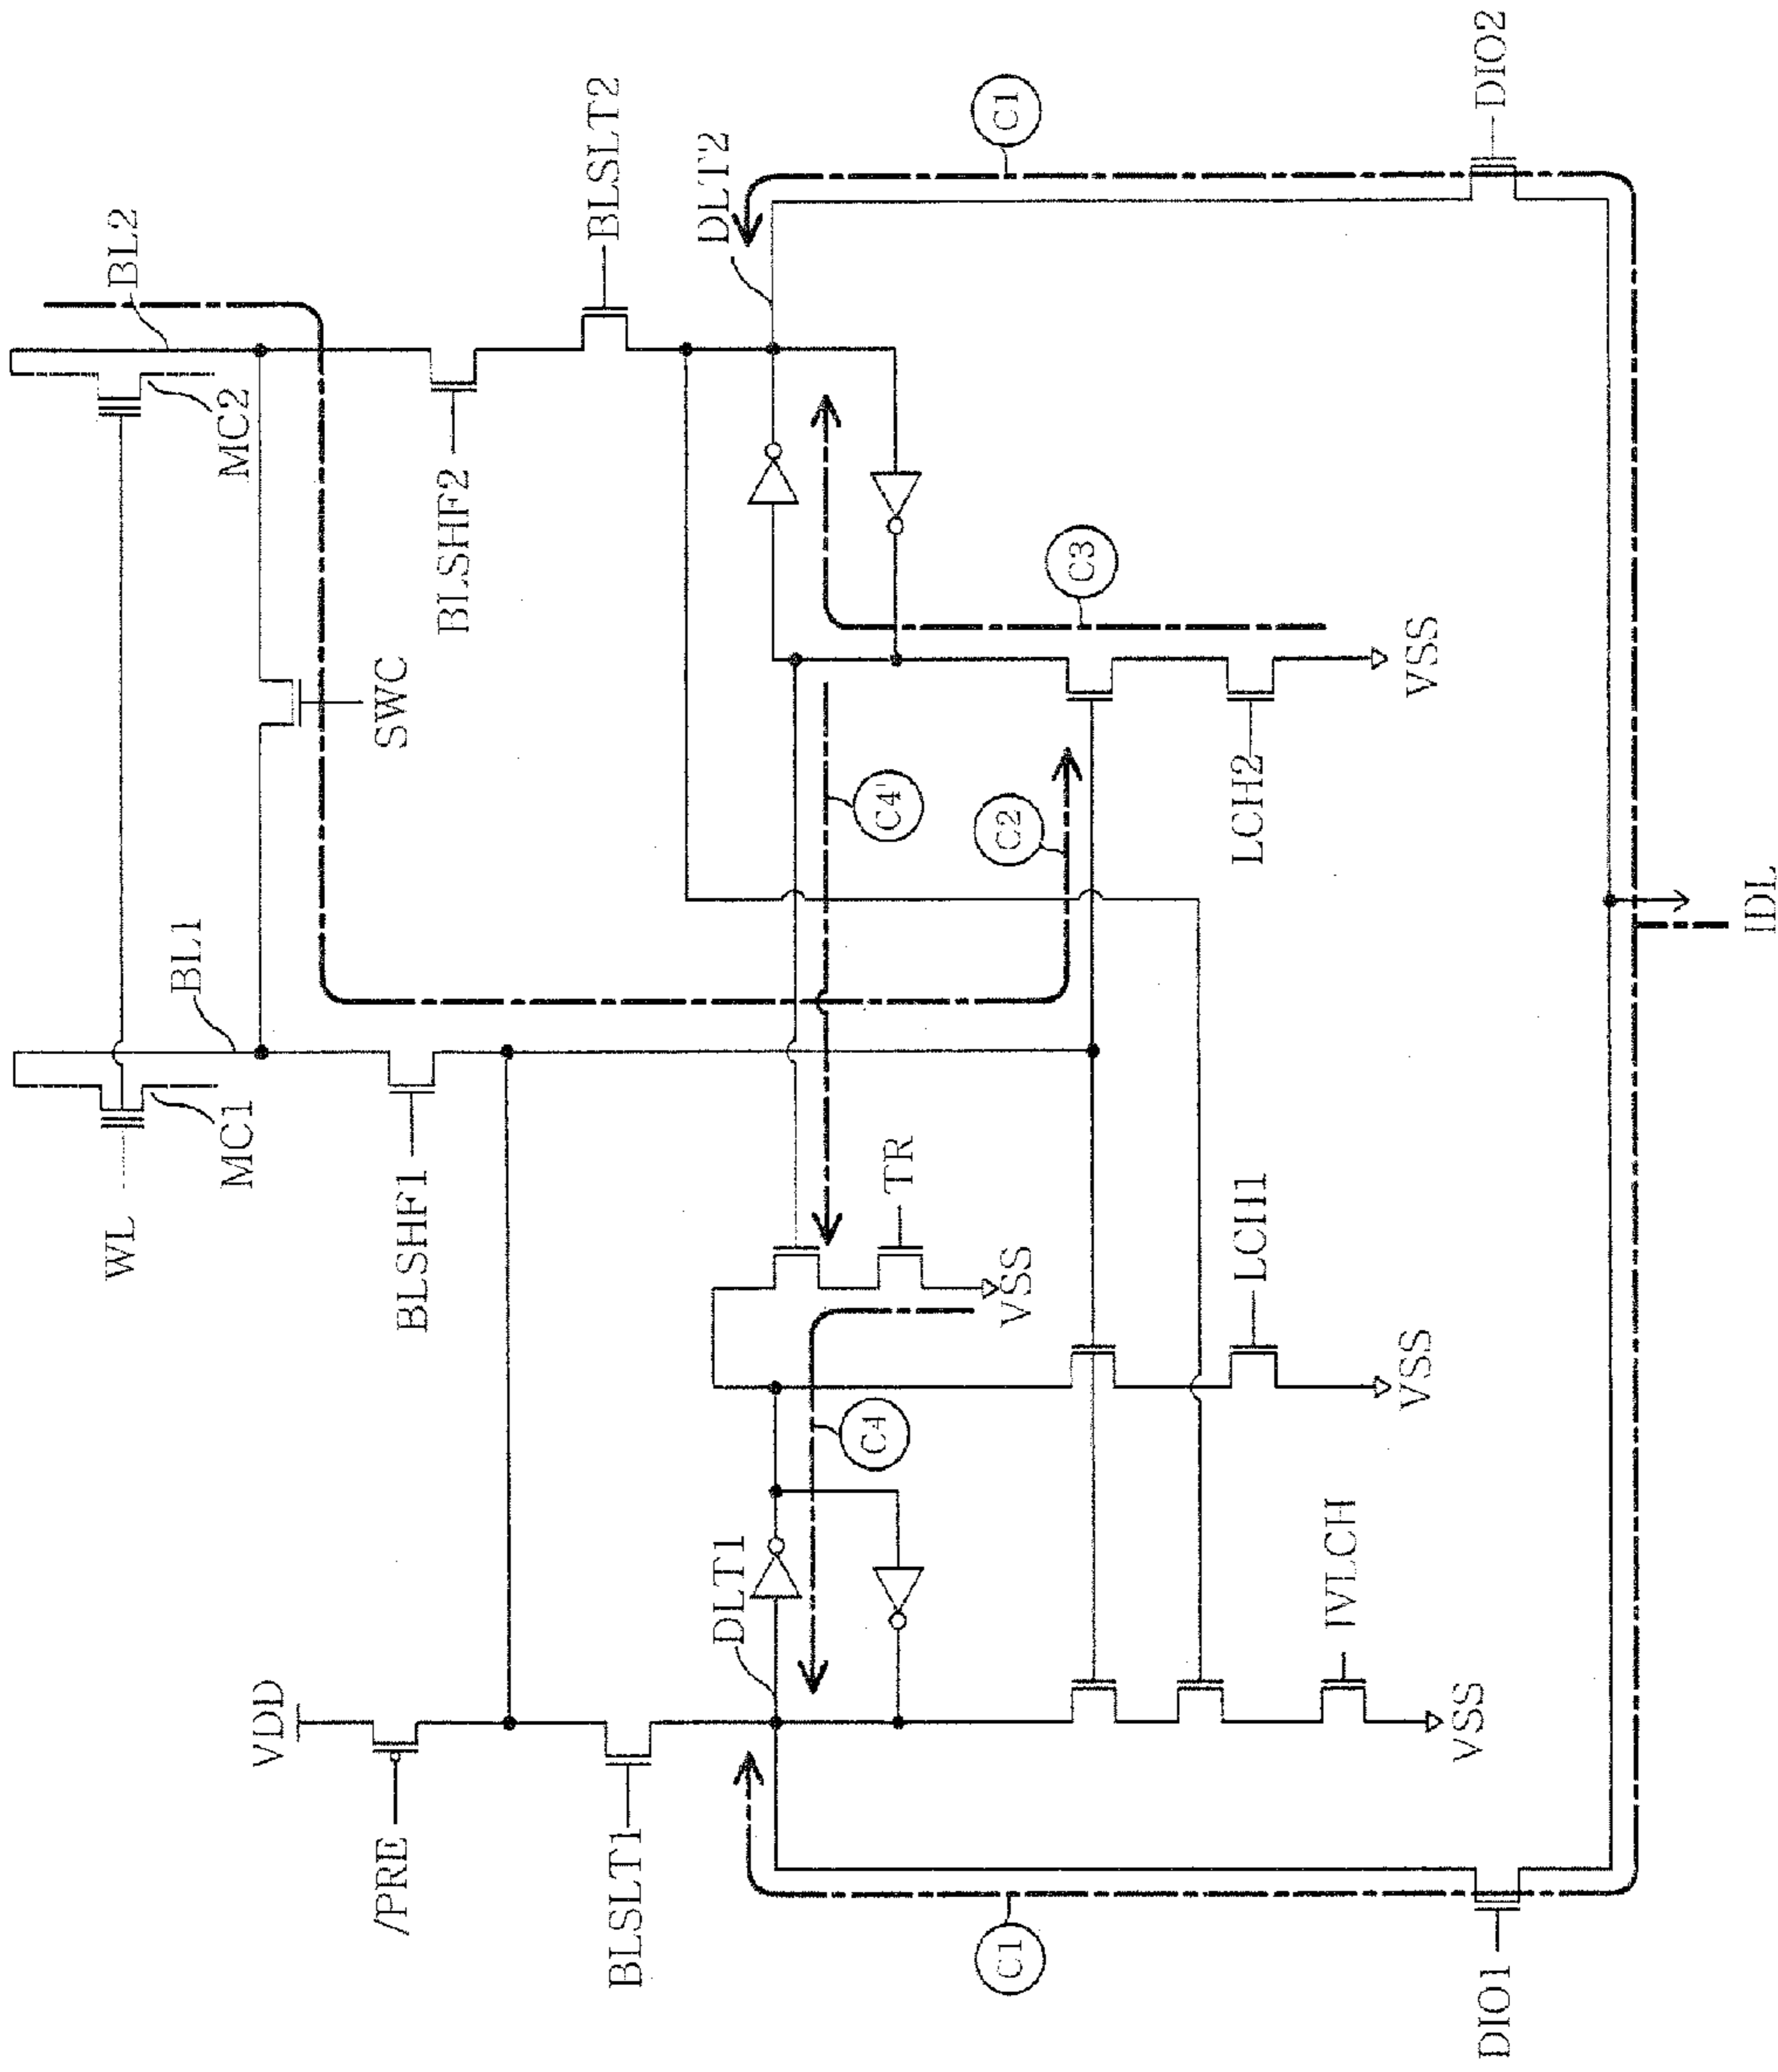 BL2
DIO2
BLSLT2
C1
DLT2
MC2
BLSHF2
C3
SWC
VSS
C4'
LCH2
C2
IDL
BL1
MC1
TR
WL
BLSHF1
LCH1
VSS
VSS
C4
DLT1
IVLCH
VDD
VSS
/PRE
BLSLT1
C1
DIO1